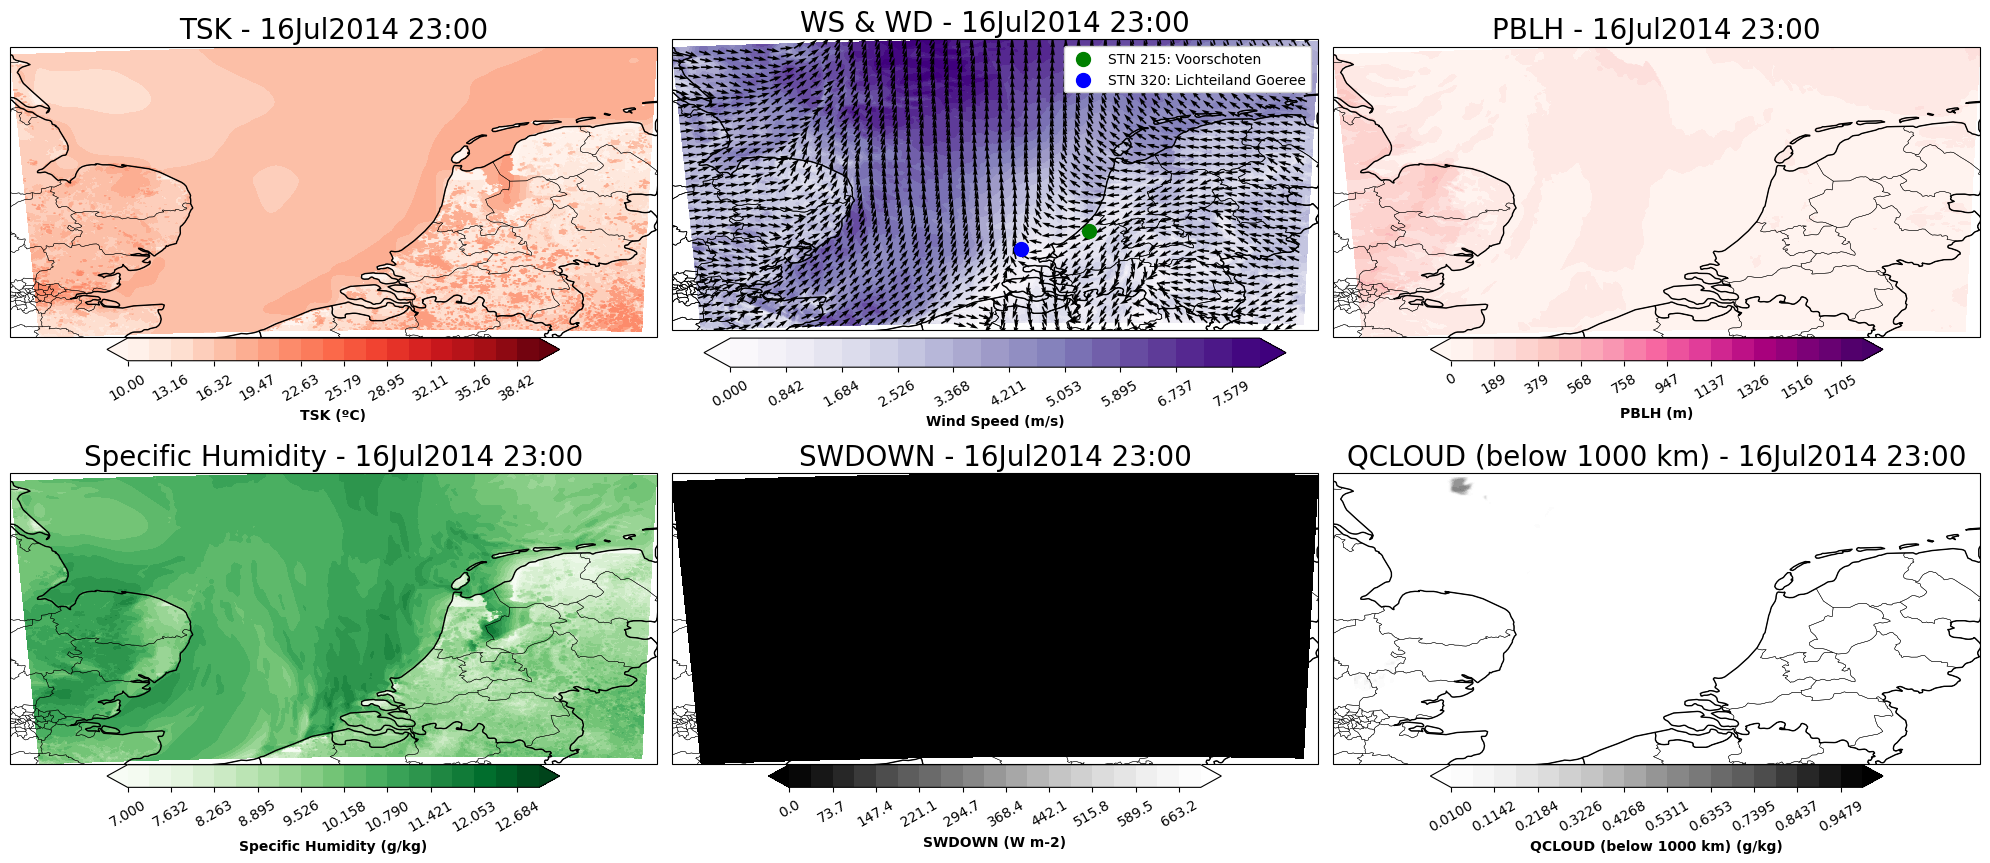 TSK - 16Jul2014 23:00
10.00 13.16 16.32 19.47 22.63 25.79 28.95 32.11 35.26 38.42
TSK (ºC)
WS & WD - 16Jul2014 23:00
STN 215: Voorschoten
STN 320: Lichteiland Goeree
0.000 0.842 1.684 2.526 3.368 4.211 5.053 5.895 6.737 7.579
Wind Speed (m/s)
PBLH - 16Jul2014 23:00
0 189 379 568 758 947 1137 1326 1516 1705
PBLH (m)
Specific Humidity - 16Jul2014 23:00
7.000 7.632 8.263 8.895 9.526 10.158 10.790 11.421 12.053 12.684
Specific Humidity (g/kg)
SWDOWN - 16Jul2014 23:00
0.0 73.7 147.4 221.1 294.7 368.4 442.1 515.8 589.5 663.2
SWDOWN (W m-2)
QCLOUD (below 1000 km) - 16Jul2014 23:00
0.0100 0.1142 0.2184 0.3226 0.4268 0.5311 0.6353 0.7395 0.8437 0.9479
QCLOUD (below 1000 km) (g/kg)